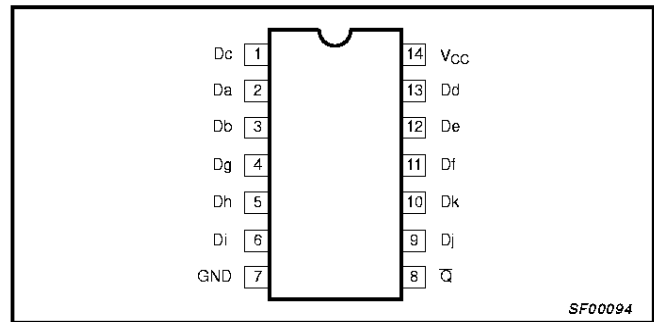 Dc 1 14 VCC
Da 2 13 Dd
Db 3 12 De
Dg 4 11 Df
Dh 5 10 Dk
Di 6 9 Dj
GND 7 8 Q̅
SF00094